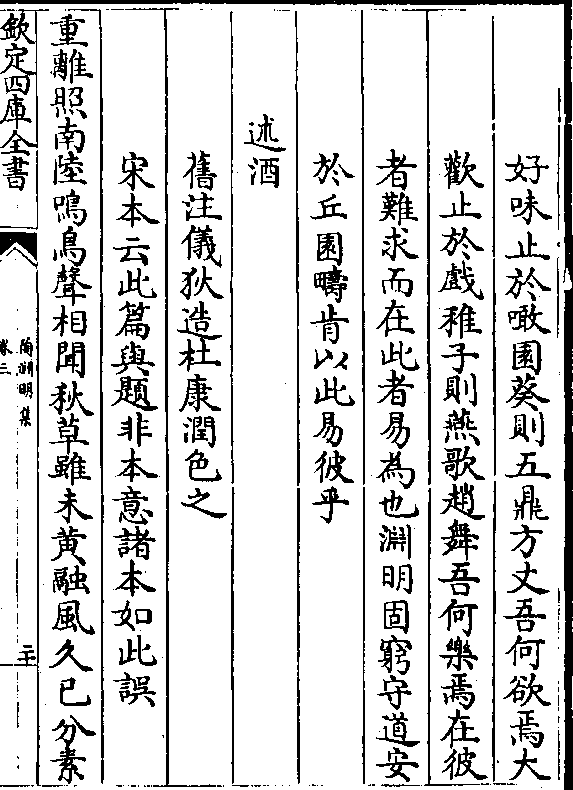 好味止於噉園葵則五鼎方丈吾何欲焉大
歡止於戲稚子則燕歌趙舞吾何樂焉在彼
者難求而在此者易為也淵明固窮守道安
於丘園疇肯以此易彼乎
述酒
舊注儀狄造杜康潤色之
宋本云此篇與題非本意諸本如此誤
重離照南陸鳴鳥聲相聞秋草雖未黄融風久已分素
欽定四庫全書
陶淵明集
卷三
二十